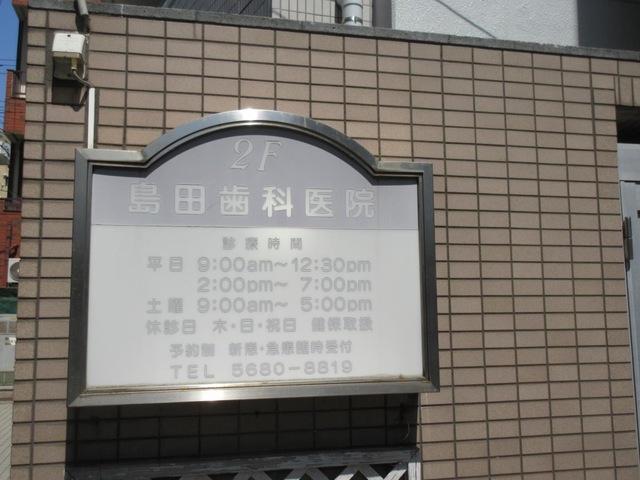 2F
島田歯科医院
診療時間
平日 9:00am～12:30pm
2:00pm～ 7:00pm
土曜 9:00am～ 5:00pm
休診日 木・日・祝日 健保取扱
予約制 新患・急患随時受付
TEL 5680-8819